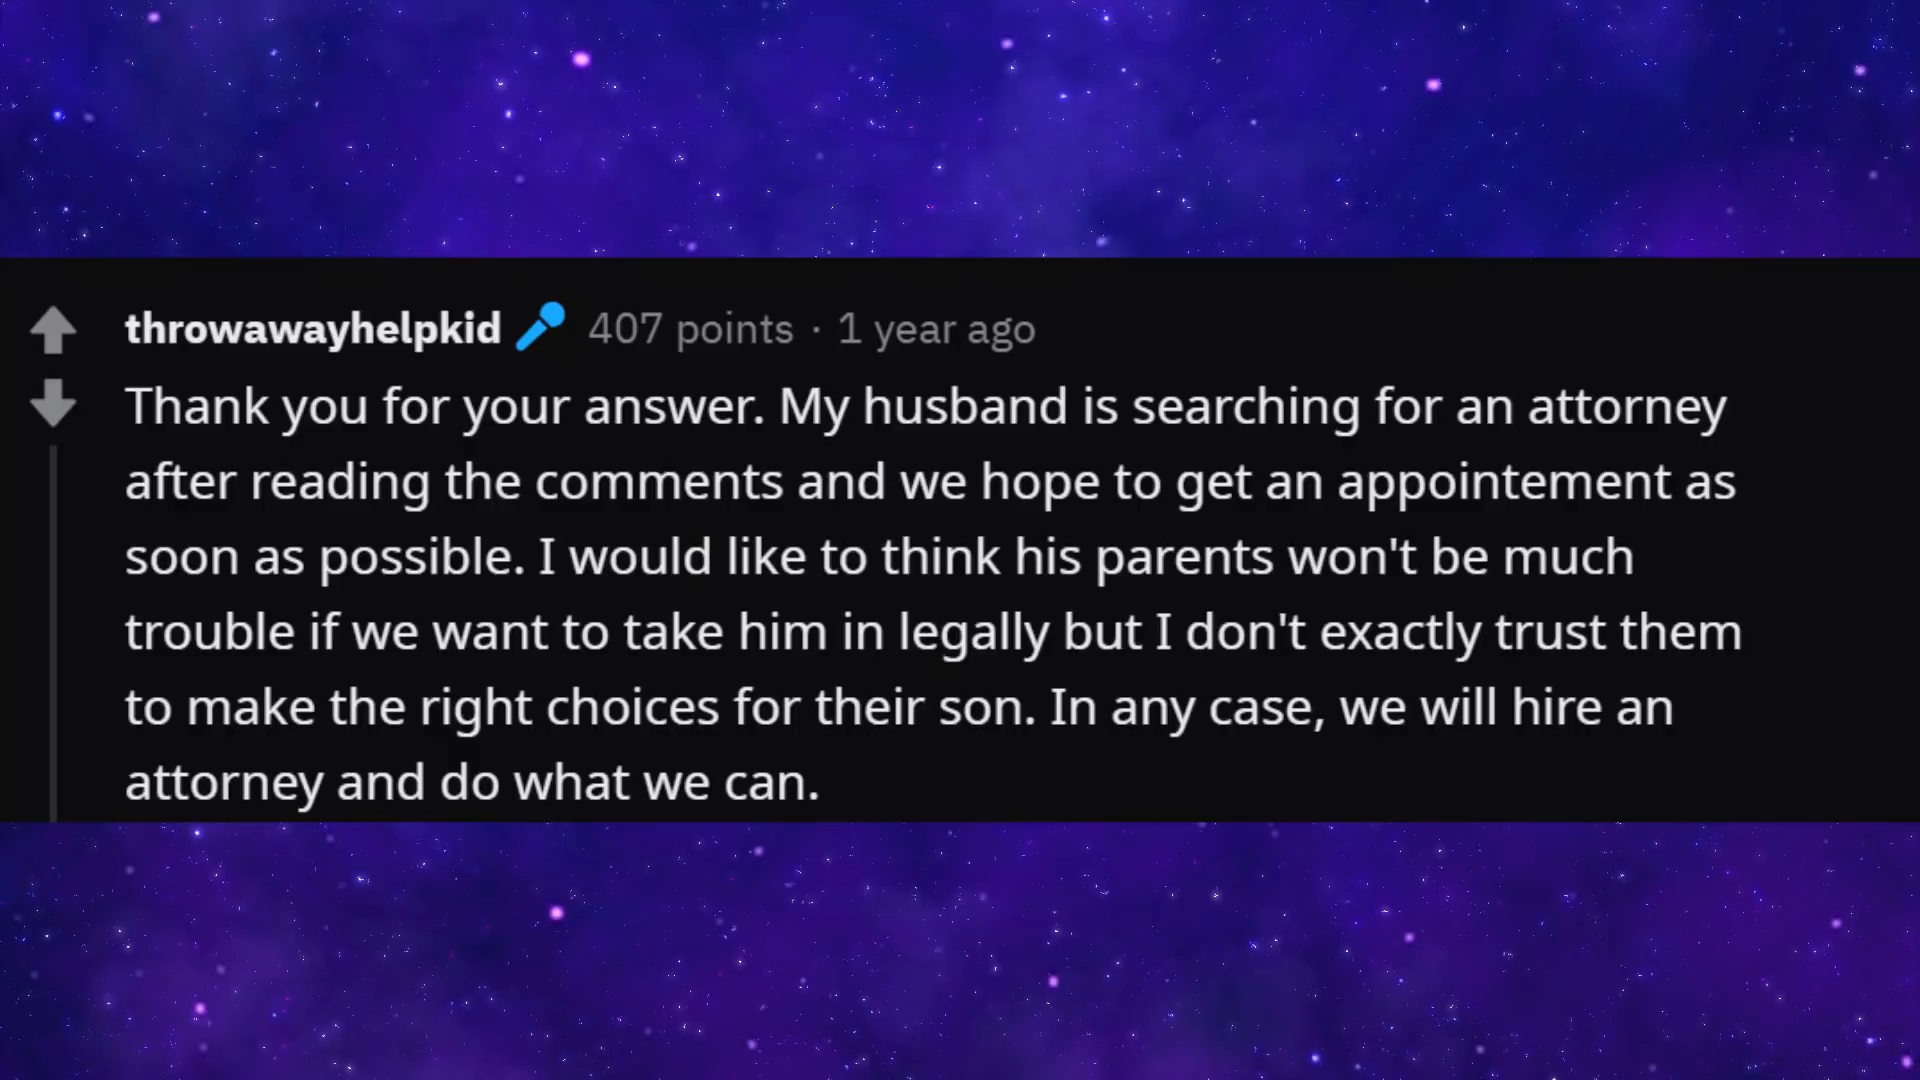 throwawayhelpkid 407 points · 1 year ago
Thank you for your answer. My husband is searching for an attorney
after reading the comments and we hope to get an appointement as
soon as possible. I would like to think his parents won't be much
trouble if we want to take him in legally but I don't exactly trust them
to make the right choices for their son. In any case, we will hire an
attorney and do what we can.